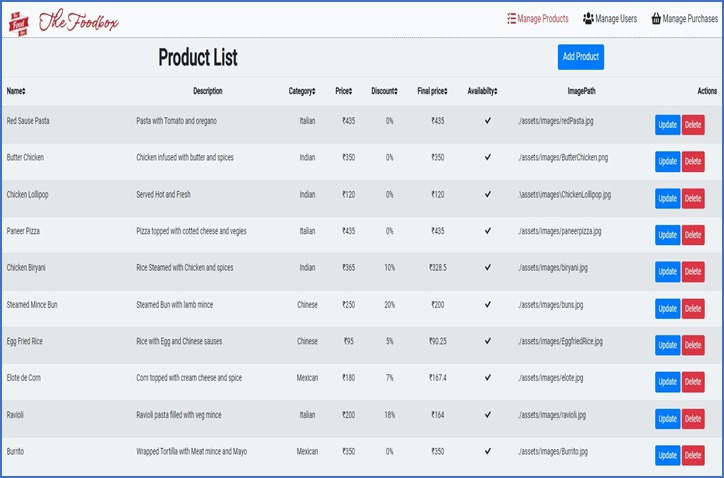 The Food Box
The Foodbox
Manage Products Manage Users Manage Purchases
Product List
Add Product
Name Description Category Price Discount Final price Availabilty ImagePath Actions
Red Sause Pasta Pasta with Tomato and oregano Italian ₹435 0% ₹435 ✔ ./assets/images/redPasta.jpg Update Delete
Butter Chicken Chicken infused with butter and spices Indian ₹350 0% ₹350 ✔ ./assets/images/ButterChicken.png Update Delete
Chicken Lollipop Served Hot and Fresh Indian ₹120 0% ₹120 ✔ .\assets\images\ChickenLollipop.jpg Update Delete
Paneer Pizza Pizza topped with cotted cheese and vegies Italian ₹435 0% ₹435 ✔ ./assets/images/paneerpizza.jpg Update Delete
Chicken Biryani Rice Steamed with Chicken and spices Indian ₹365 10% ₹328.5 ✔ ./assets/images/biryani.jpg Update Delete
Steamed Mince Bun Steamed Bun with lamb mince Chinese ₹250 20% ₹200 ✔ ./assets/images/buns.jpg Update Delete
Egg Fried Rice Rice with Egg and Chinese sauses Chinese ₹95 5% ₹90.25 ✔ ./assets/images/EggfriedRice.jpg Update Delete
Elote de Corn Corn topped with cream cheese and spice Mexican ₹180 7% ₹167.4 ✔ ./assets/images/elote.jpg Update Delete
Ravioli Ravioli pasta filled with veg mince Italian ₹200 18% ₹164 ✔ ./assets/images/ravioli.jpg Update Delete
Burrito Wrapped Tortilla with Meat mince and Mayo Mexican ₹350 0% ₹350 ✔ ./assets/images/Burrito.jpg Update Delete